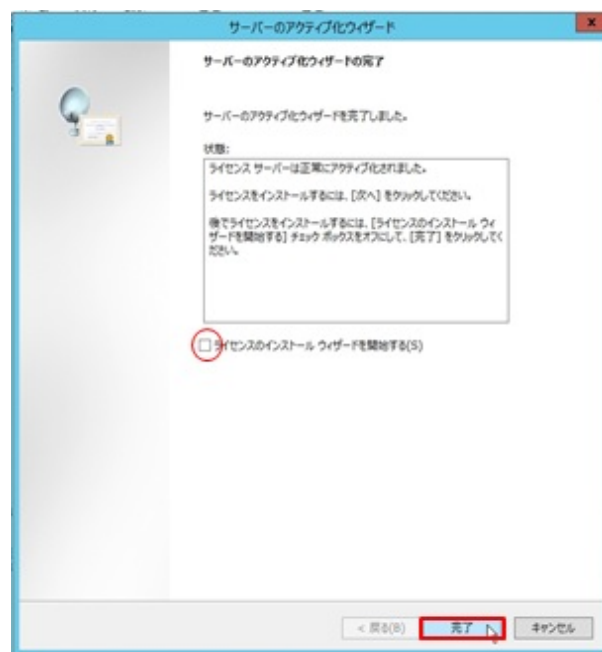 サーバーのアクティブ化ウィザード
x
サーバーのアクティブ化ウィザードの完了
サーバーのアクティブ化ウィザードを完了しました。
状態:
ライセンス サーバーは正常にアクティブ化されました。
ライセンスをインストールするには、[次へ] をクリックしてください。
後でライセンスをインストールするには、[ライセンスのインストール ウィ
ザードを開始する] チェック ボックスをオフにして、[完了] をクリックしてく
ださい。
ライセンスのインストール ウィザードを開始する(S)
< 戻る(B)
完了
キャンセル